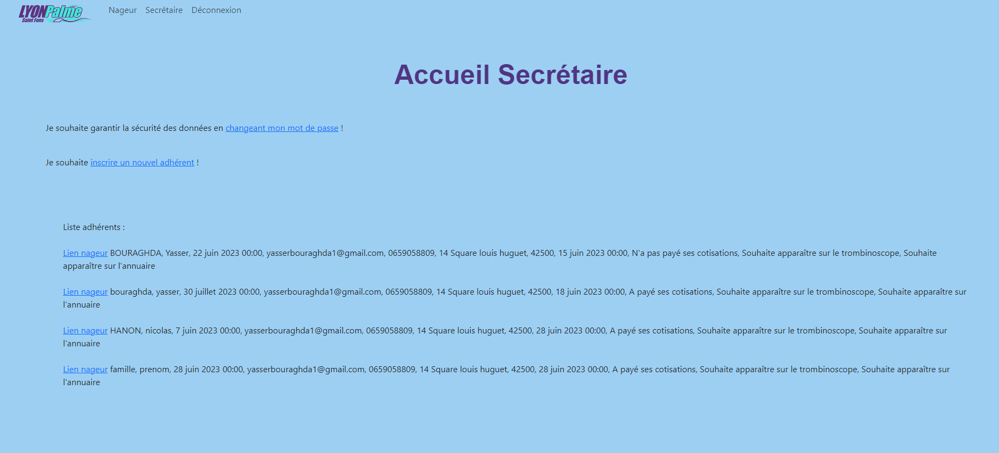 LYONPalme
Saint Fons
Nageur Secrétaire Déconnexion
Accueil Secrétaire
Je souhaite garantir la sécurité des données en changeant mon mot de passe !
Je souhaite inscrire un nouvel adhérent !
Liste adhérents :
Lien nageur BOURAGHDA, Yasser, 22 juin 2023 00:00, yasserbouraghda1@gmail.com, 0659058809, 14 Square louis huguet, 42500, 15 juin 2023 00:00, N'a pas payé ses cotisations, Souhaite apparaître sur le trombinoscope, Souhaite
apparaître sur l'annuaire
Lien nageur bouraghda, yasser, 30 juillet 2023 00:00, yasserbouraghda1@gmail.com, 0659058809, 14 Square louis huguet, 42500, 18 juin 2023 00:00, A payé ses cotisations, Souhaite apparaître sur le trombinoscope, Souhaite apparaître sur
l'annuaire
Lien nageur HANON, nicolas, 7 juin 2023 00:00, yasserbouraghda1@gmail.com, 0659058809, 14 Square louis huguet, 42500, 28 juin 2023 00:00, A payé ses cotisations, Souhaite apparaître sur le trombinoscope, Souhaite apparaître sur
l'annuaire
Lien nageur famille, prenom, 28 juin 2023 00:00, yasserbouraghda1@gmail.com, 0659058809, 14 Square louis huguet, 42500, 28 juin 2023 00:00, A payé ses cotisations, Souhaite apparaître sur le trombinoscope, Souhaite apparaître sur
l'annuaire